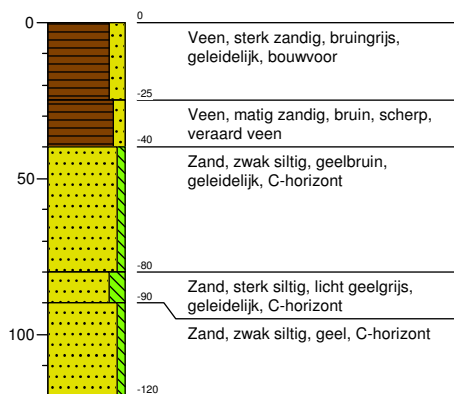 0
0
Veen, sterk zandig, bruingrijs,
geleidelijk, bouwvoor
-25
Veen, matig zandig, bruin, scherp,
veraard veen
-40
Zand, zwak siltig, geelbruin,
geleidelijk, C-horizont
50
-80
Zand, sterk siltig, licht geelgrijs,
geleidelijk, C-horizont
-90
Zand, zwak siltig, geel, C-horizont
100
-120